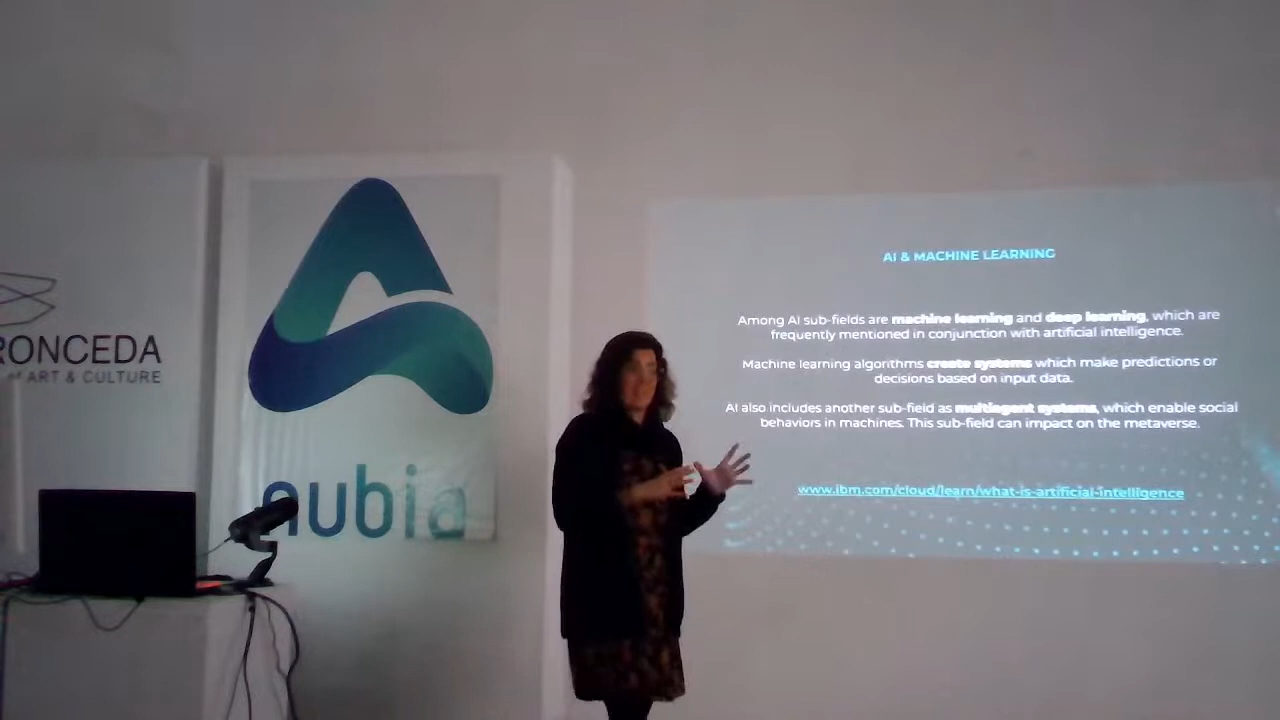 RONCEDA
ART & CULTURE
nubia
AI & MACHINE LEARNING
Among AI sub-fields are machine learning and deep learning, which are
frequently mentioned in conjunction with artificial intelligence.
Machine learning algorithms create systems which make predictions or
decisions based on input data.
AI also includes another sub-field as multiagent systems, which enable social
behaviors in machines. This sub-field can impact on the metaverse.
www.ibm.com/cloud/learn/what-is-artificial-intelligence